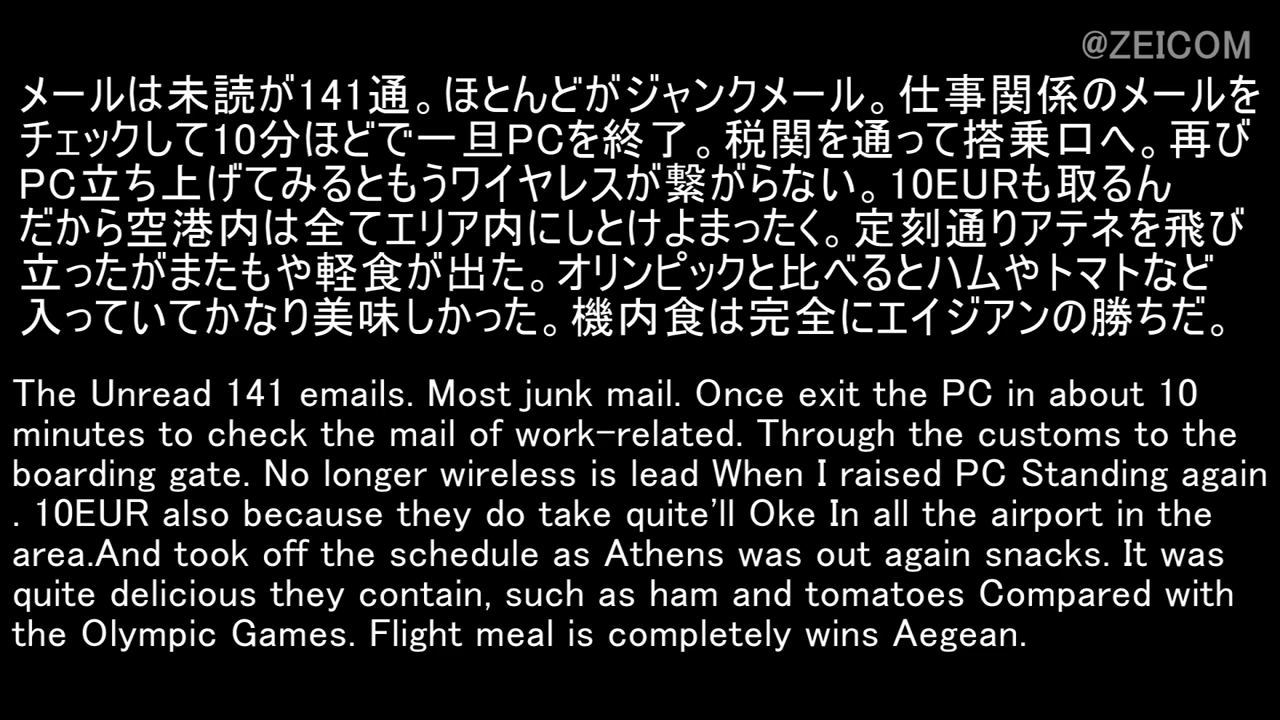 @ZEICOM
メールは未読が141通。ほとんどがジャンクメール。仕事関係のメールを
チェックして10分ほどで一旦PCを終了。税関を通って搭乗口へ。再び
PC立ち上げてみるともうワイヤレスが繋がらない。10EURも取るん
だから空港内は全てエリア内にしとけよまったく。定刻通りアテネを飛び
立ったがまたもや軽食が出た。オリンピックと比べるとハムやトマトなど
入っていてかなり美味しかった。機内食は完全にエイジアンの勝ちだ。
The Unread 141 emails. Most junk mail. Once exit the PC in about 10
minutes to check the mail of work-related. Through the customs to the
boarding gate. No longer wireless is lead When I raised PC Standing again
. 10EUR also because they do take quite'll Oke In all the airport in the
area.And took off the schedule as Athens was out again snacks. It was
quite delicious they contain, such as ham and tomatoes Compared with
the Olympic Games. Flight meal is completely wins Aegean.